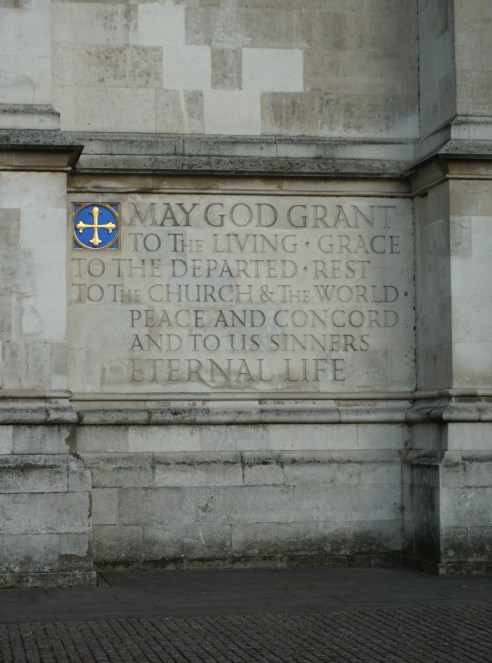 MAY GOD GRANT
TO THE LIVING · GRACE
TO THE DEPARTED · REST
TO THE CHURCH & THE WORLD ·
PEACE AND CONCORD
AND TO US SINNERS
ETERNAL LIFE